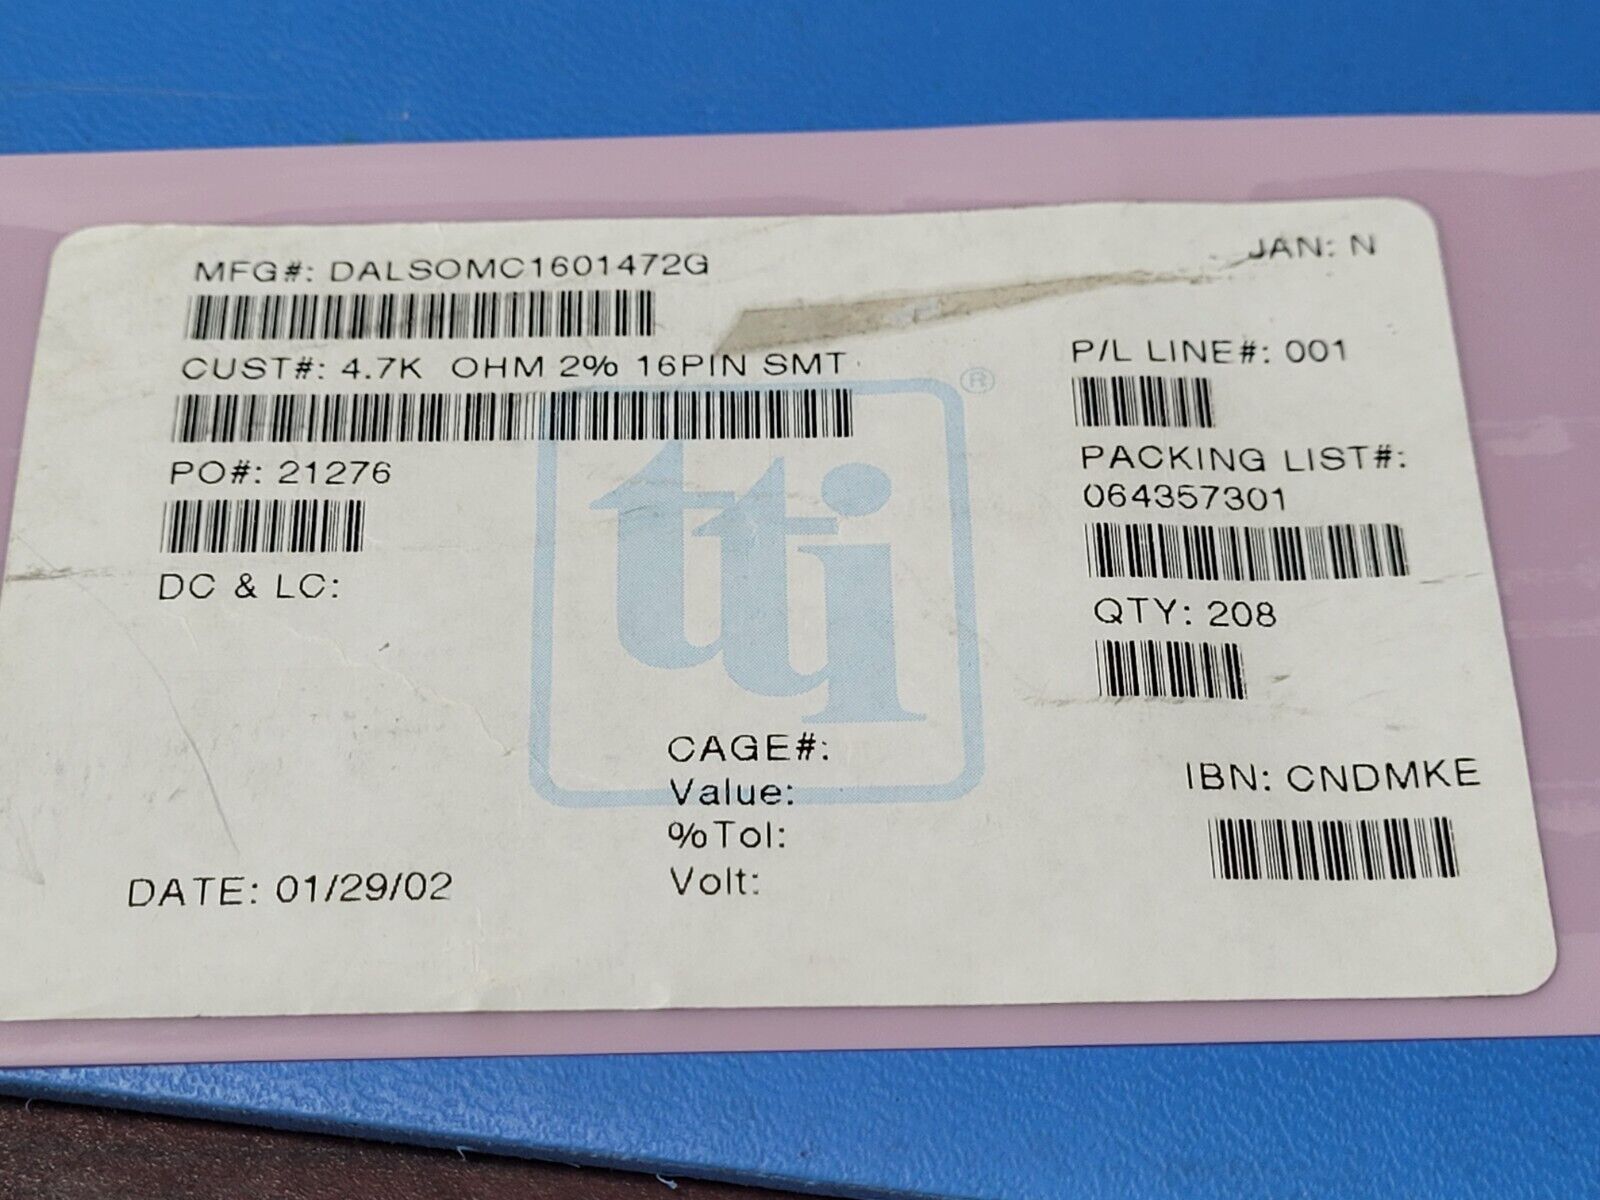 MFG#: DALSOMC1601472G
JAN: N
CUST#: 4.7K OHM 2% 16PIN SMT
P/L LINE#: 001
PO#: 21276
PACKING LIST#:
064357301
DC & LC:
QTY: 208
tti
®
CAGE#:
Value:
%Tol:
Volt:
IBN: CNDMKE
DATE: 01/29/02